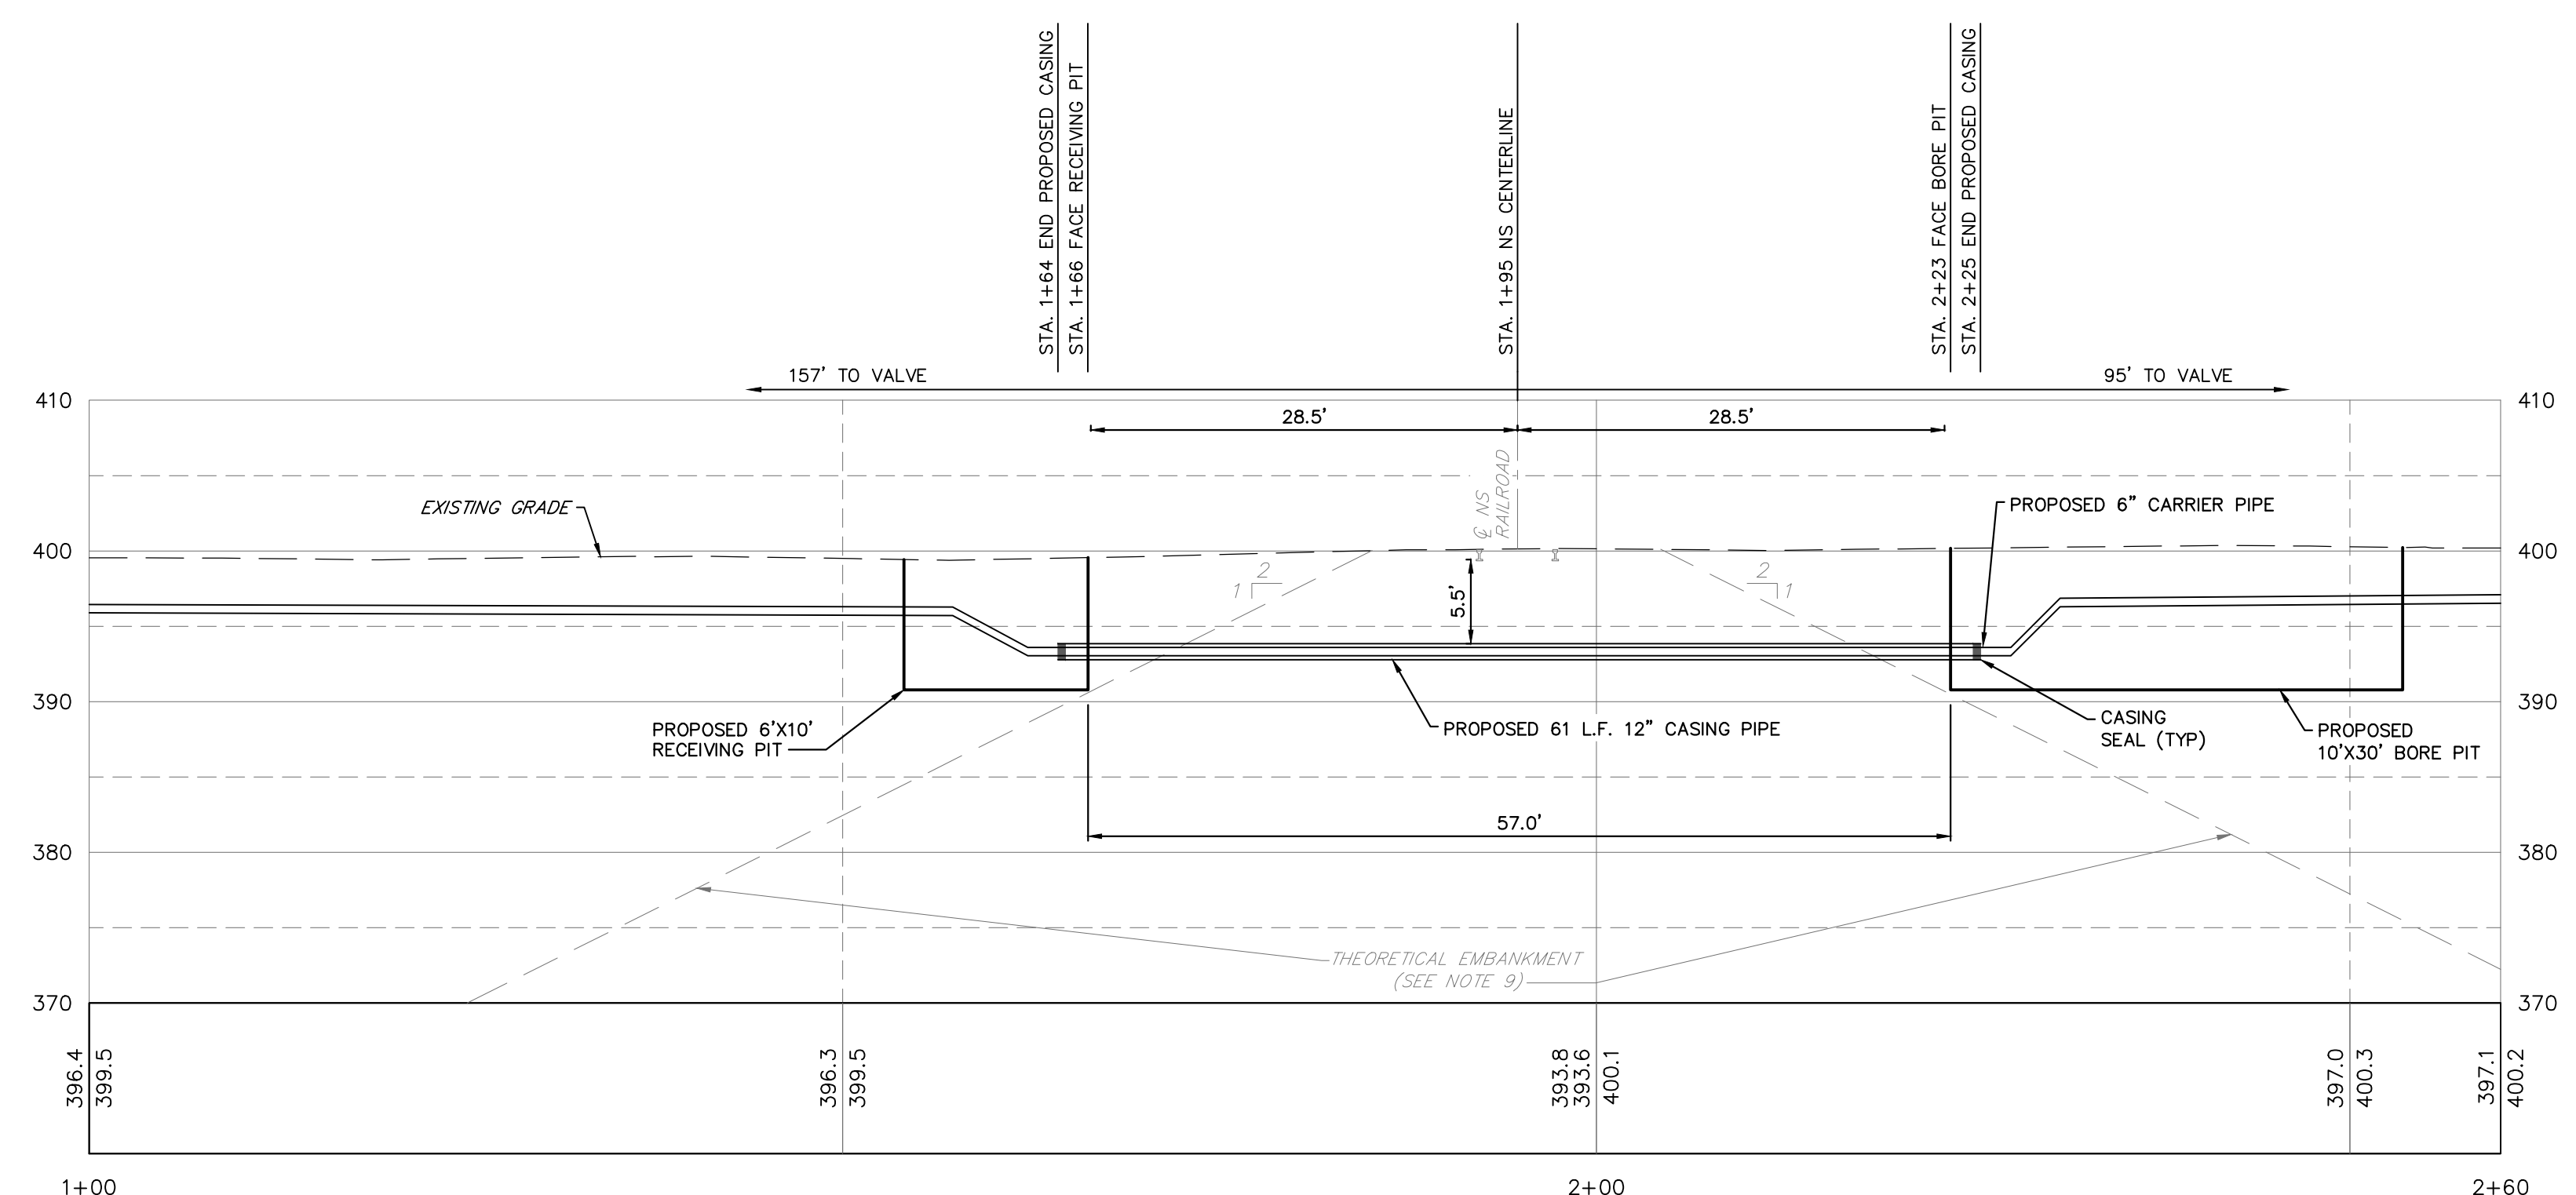 STA. 1+64 END PROPOSED CASING
STA. 1+66 FACE RECEIVING PIT
STA. 1+95 NS CENTERLINE
STA. 2+23 FACE BORE PIT
STA. 2+25 END PROPOSED CASING
157' TO VALVE
95' TO VALVE
410
410
28.5'
28.5'
EXISTING GRADE
℄ NS
RAILROAD
PROPOSED 6" CARRIER PIPE
400
400
2
1
5.5'
2
1
390
390
PROPOSED 6'X10'
RECEIVING PIT
PROPOSED 61 L.F. 12" CASING PIPE
CASING
SEAL (TYP)
PROPOSED
10'X30' BORE PIT
57.0'
380
380
THEORETICAL EMBANKMENT
(SEE NOTE 9)
370
370
396.4
399.5
396.3
399.5
393.8
393.6
400.1
397.0
400.3
397.1
400.2
1+00
2+00
2+60